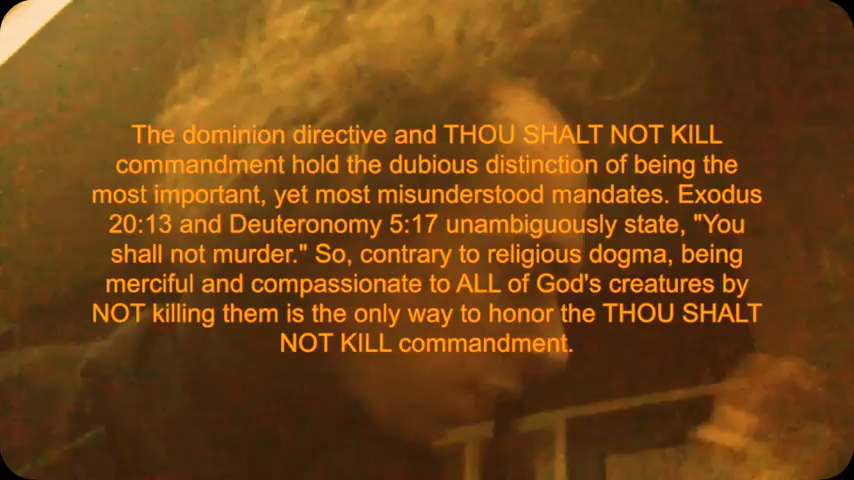 The dominion directive and THOU SHALT NOT KILL
commandment hold the dubious distinction of being the
most important, yet most misunderstood mandates. Exodus
20:13 and Deuteronomy 5:17 unambiguously state, "You
shall not murder." So, contrary to religious dogma, being
merciful and compassionate to ALL of God's creatures by
NOT killing them is the only way to honor the THOU SHALT
NOT KILL commandment.